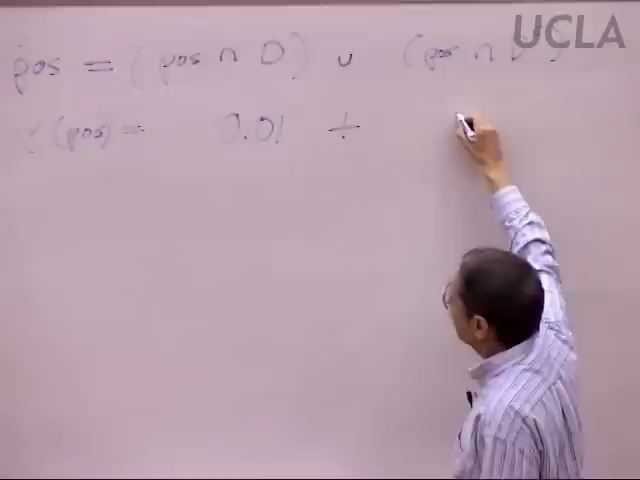 UCLA
pos = (pos ∩ D) ∪ (pos ∩ D
(pos) = 0.01 +